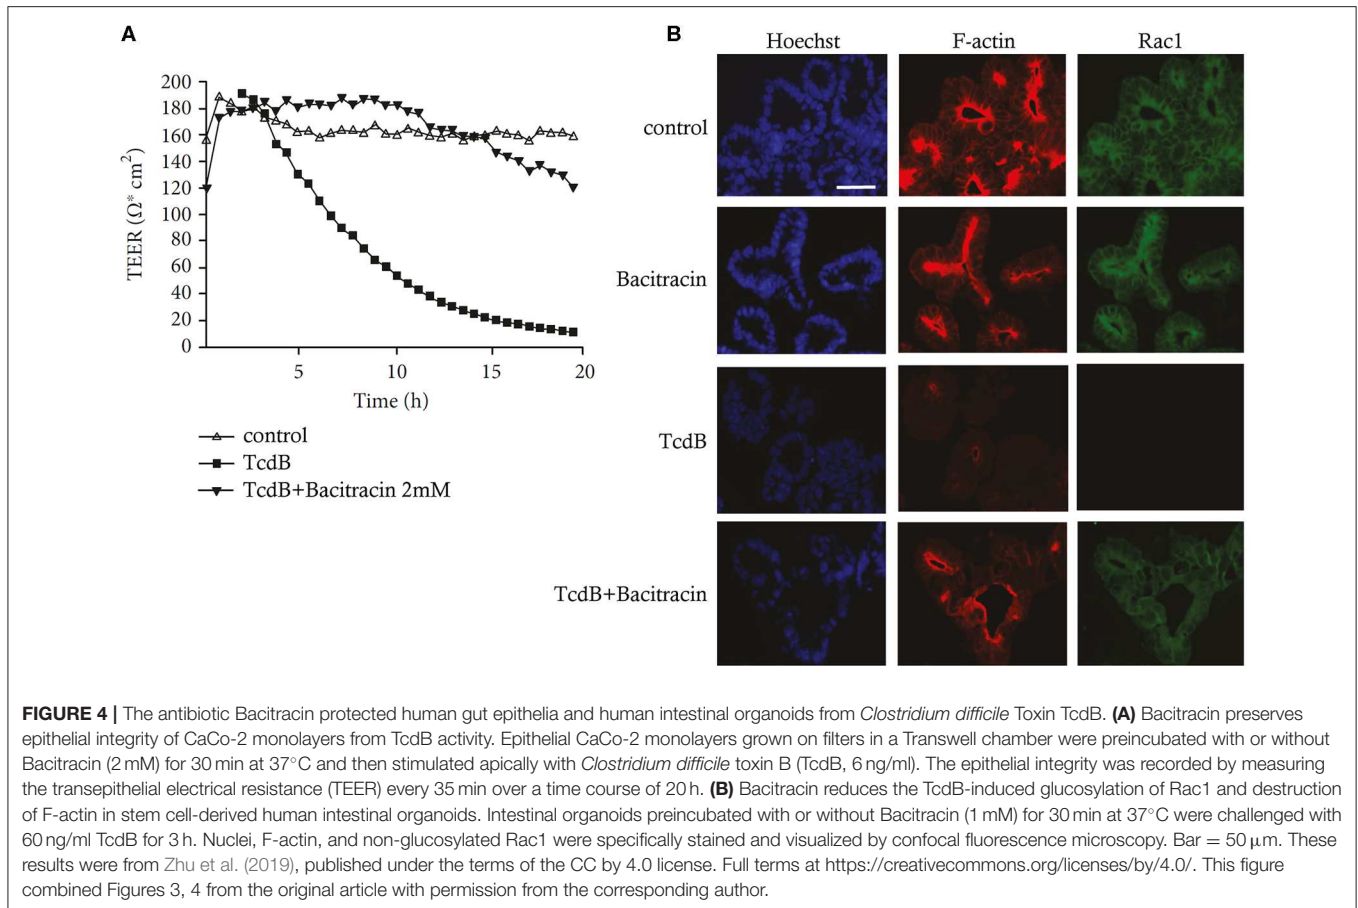 A
200
180
160
140
120
100
80
60
40
20
0
TEER (Ω* cm²)
5
10
15
20
Time (h)
control
TcdB
TcdB+Bacitracin 2mM
B
Hoechst
F-actin
Rac1
control
Bacitracin
TcdB
TcdB+Bacitracin
FIGURE 4 | The antibiotic Bacitracin protected human gut epithelia and human intestinal organoids from Clostridium difficile Toxin TcdB. (A) Bacitracin preserves
epithelial integrity of CaCo-2 monolayers from TcdB activity. Epithelial CaCo-2 monolayers grown on filters in a Transwell chamber were preincubated with or without
Bacitracin (2 mM) for 30 min at 37°C and then stimulated apically with Clostridium difficile toxin B (TcdB, 6 ng/ml). The epithelial integrity was recorded by measuring
the transepithelial electrical resistance (TEER) every 35 min over a time course of 20 h. (B) Bacitracin reduces the TcdB-induced glucosylation of Rac1 and destruction
of F-actin in stem cell-derived human intestinal organoids. Intestinal organoids preincubated with or without Bacitracin (1 mM) for 30 min at 37°C were challenged with
60 ng/ml TcdB for 3 h. Nuclei, F-actin, and non-glucosylated Rac1 were specifically stained and visualized by confocal fluorescence microscopy. Bar = 50 μm. These
results were from Zhu et al. (2019), published under the terms of the CC by 4.0 license. Full terms at https://creativecommons.org/licenses/by/4.0/. This figure
combined Figures 3, 4 from the original article with permission from the corresponding author.